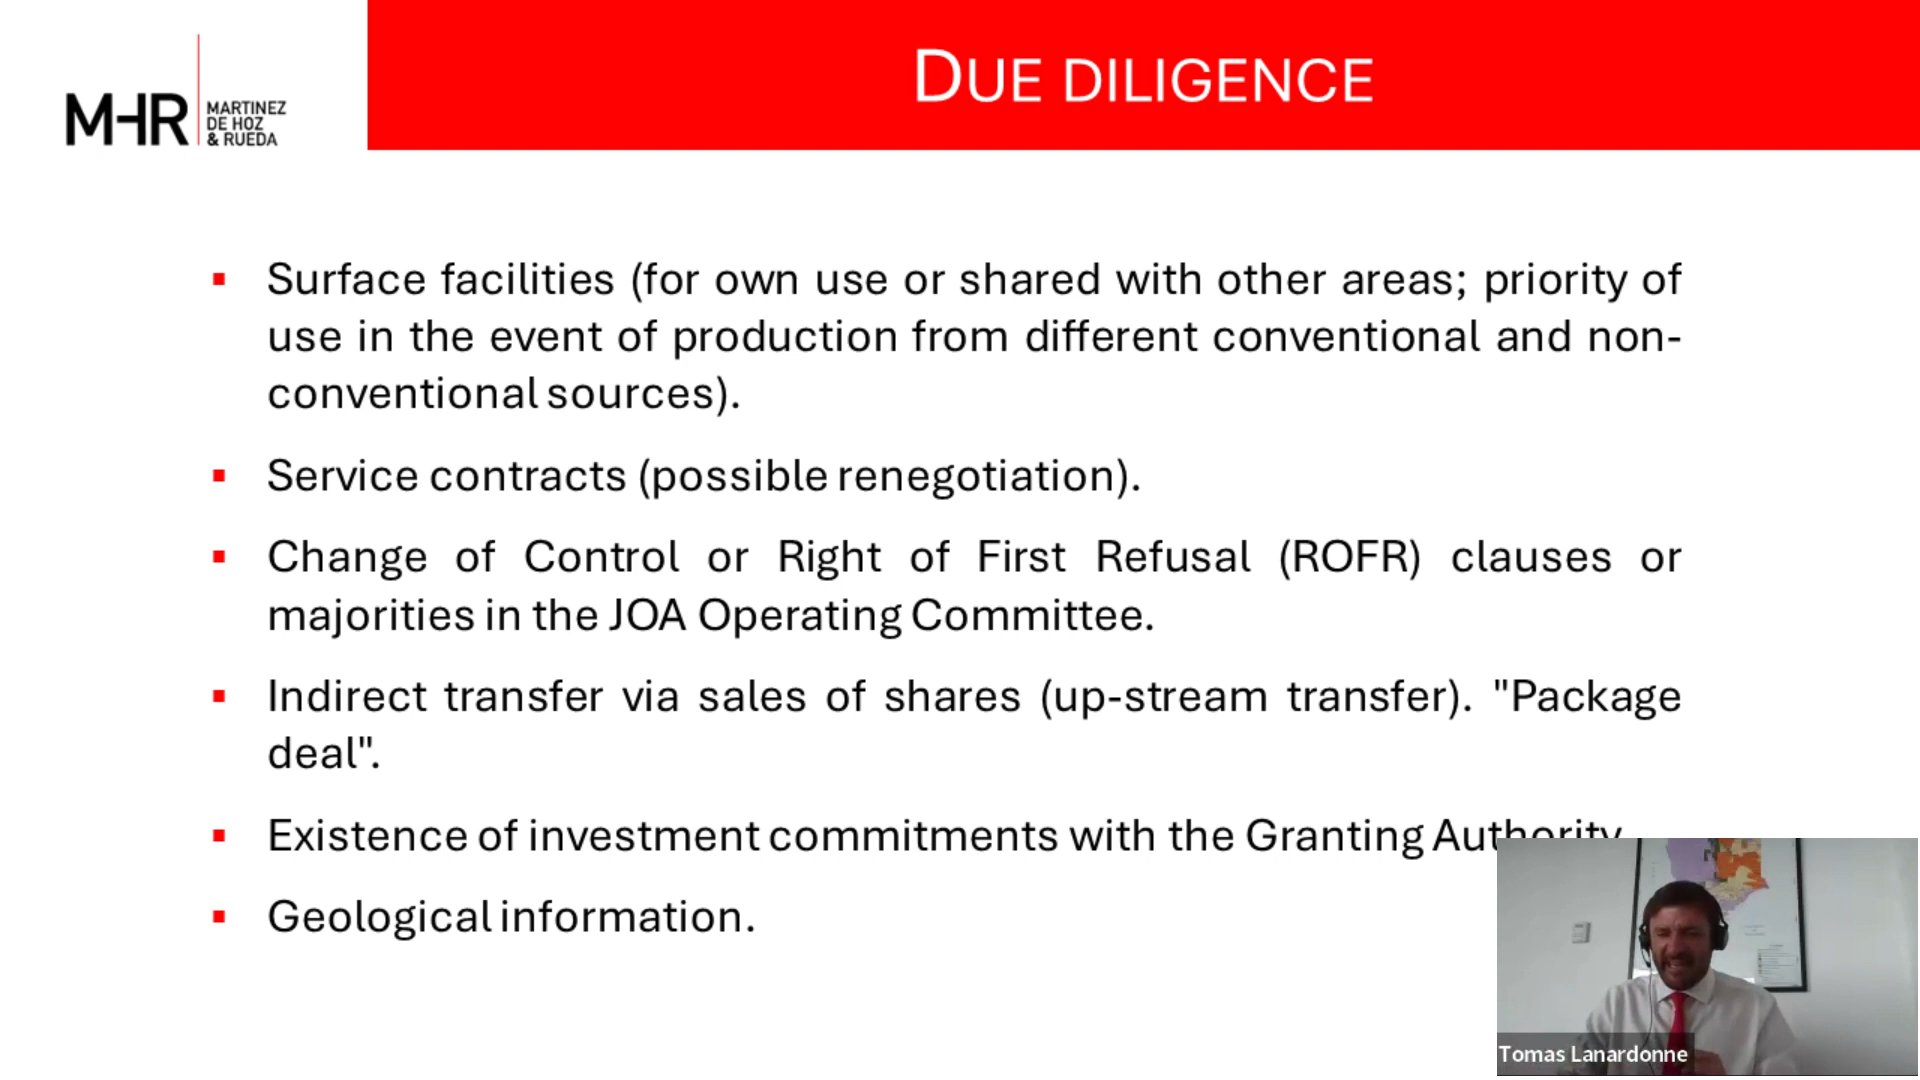 MHR
MARTINEZ
DE HOZ
& RUEDA
DUE DILIGENCE
▪ Surface facilities (for own use or shared with other areas; priority of
use in the event of production from different conventional and non-
conventional sources).
▪ Service contracts (possible renegotiation).
▪ Change of Control or Right of First Refusal (ROFR) clauses or
majorities in the JOA Operating Committee.
▪ Indirect transfer via sales of shares (up-stream transfer). "Package
deal".
▪ Existence of investment commitments with the Granting Authority
▪ Geological information.
Tomas Lanardonne